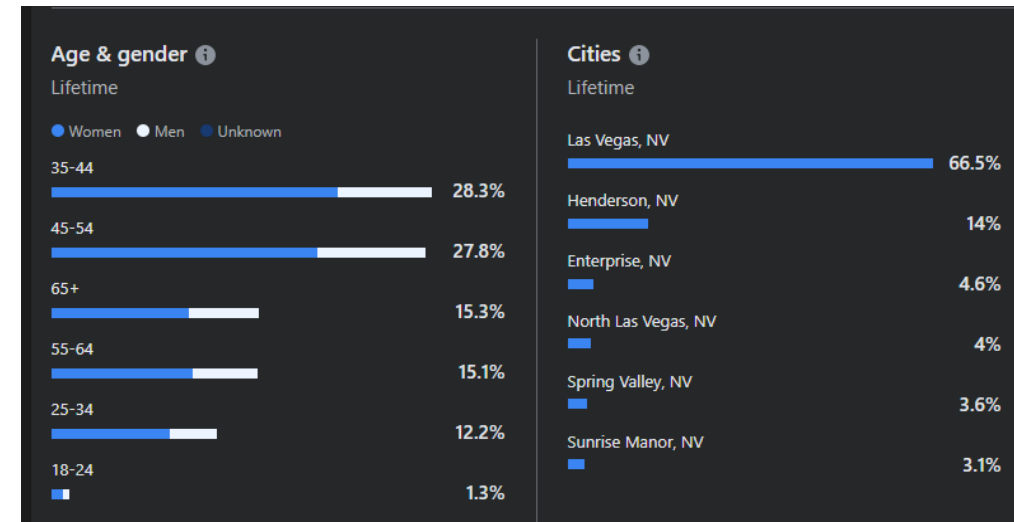 Age & gender
Lifetime
Women Men Unknown
35-44
28.3%
45-54
27.8%
65+
15.3%
55-64
15.1%
25-34
12.2%
18-24
1.3%
Cities
Lifetime
Las Vegas, NV
66.5%
Henderson, NV
14%
Enterprise, NV
4.6%
North Las Vegas, NV
4%
Spring Valley, NV
3.6%
Sunrise Manor, NV
3.1%